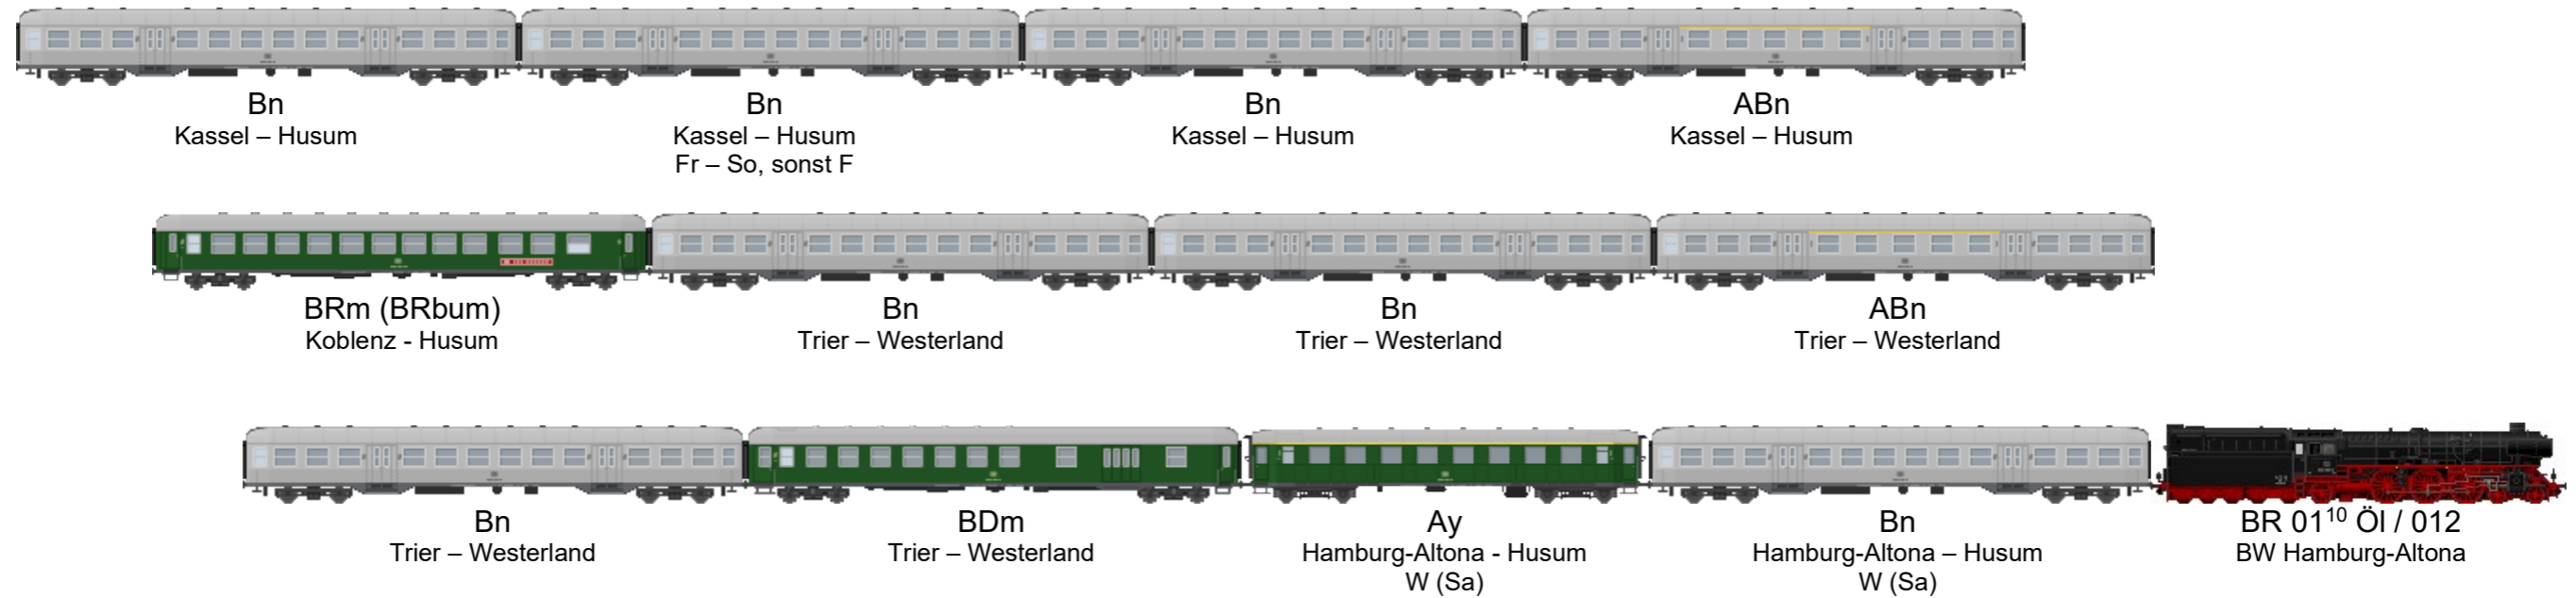 Bn
Kassel – Husum
Bn
Kassel – Husum
Fr – So, sonst F
Bn
Kassel – Husum
ABn
Kassel – Husum
BRm (BRbum)
Koblenz - Husum
Bn
Trier – Westerland
Bn
Trier – Westerland
ABn
Trier – Westerland
Bn
Trier – Westerland
BDm
Trier – Westerland
Ay
Hamburg-Altona - Husum
W (Sa)
Bn
Hamburg-Altona – Husum
W (Sa)
BR 01¹⁰ Öl / 012
BW Hamburg-Altona